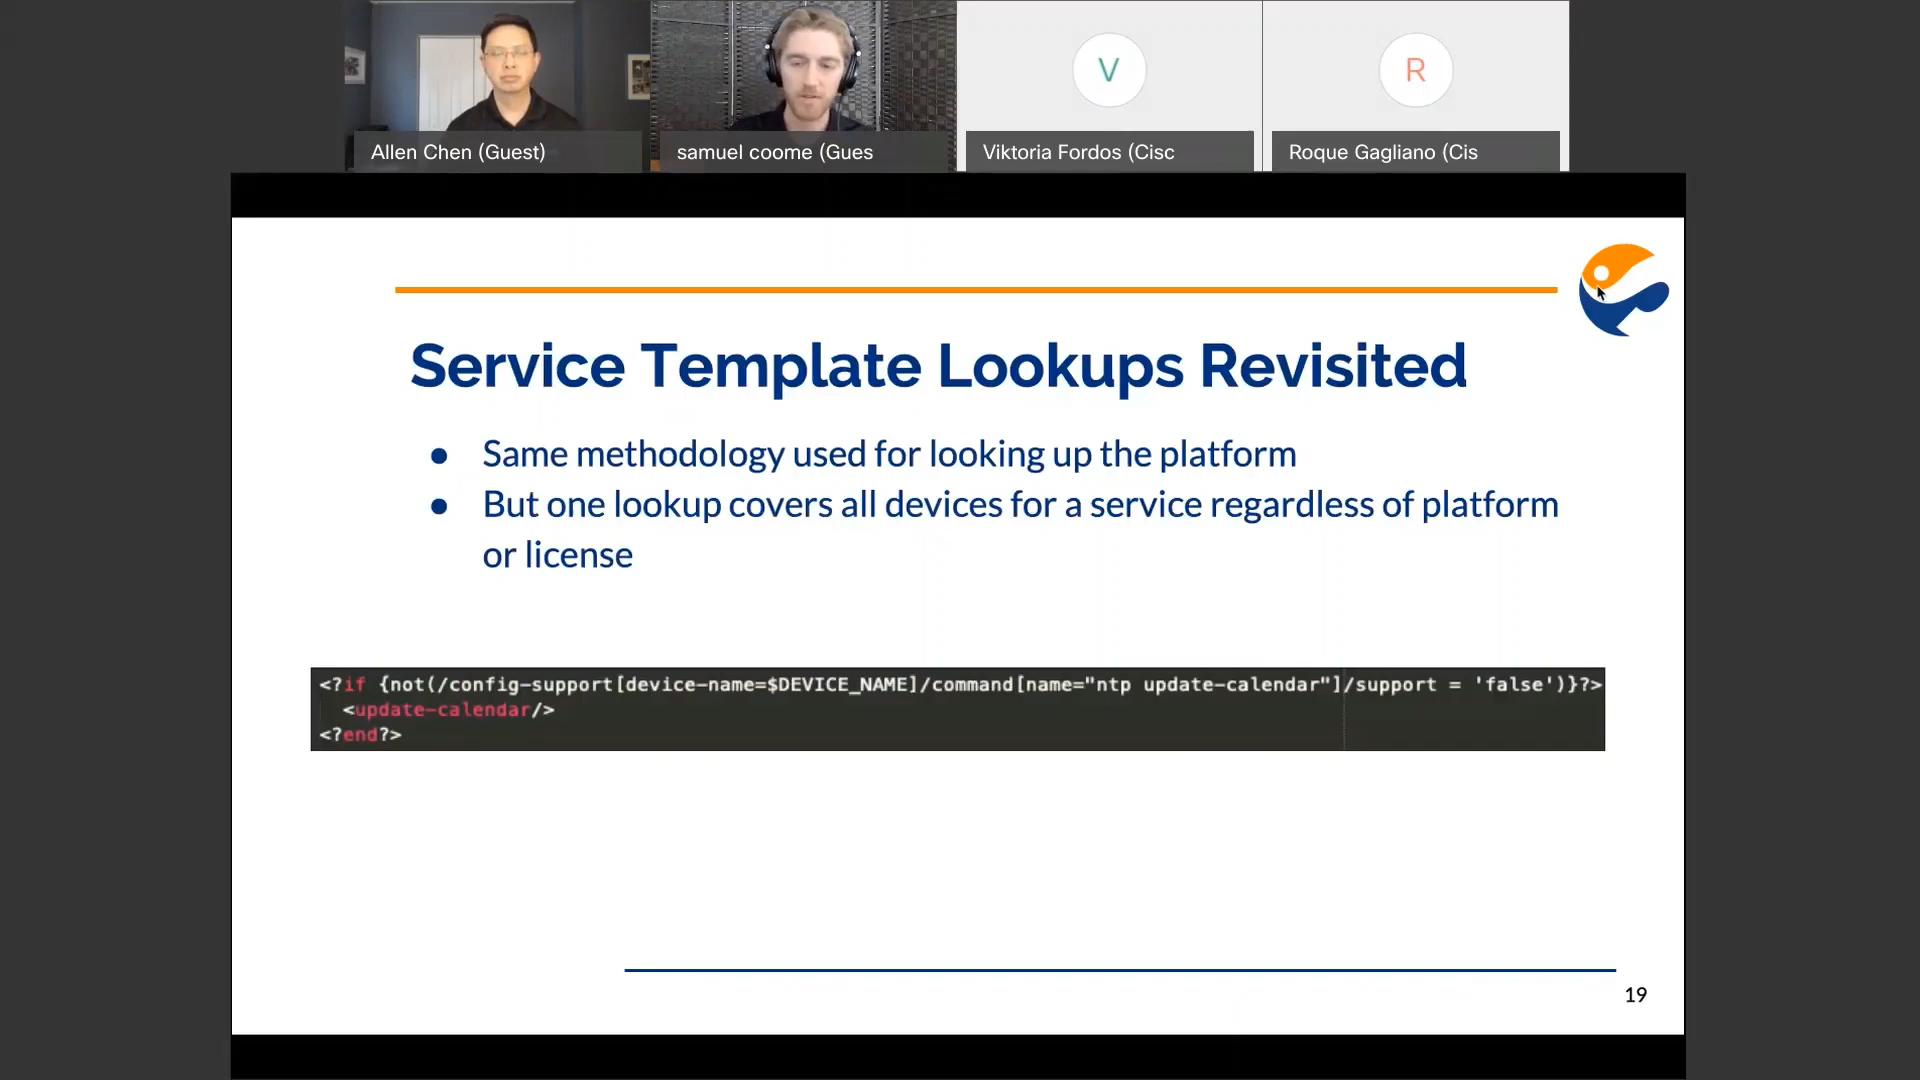 V
R
Allen Chen (Guest)
samuel coome (Gues
Viktoria Fordos (Cisc
Roque Gagliano (Cis
Service Template Lookups Revisited
● Same methodology used for looking up the platform
● But one lookup covers all devices for a service regardless of platform
or license
<?if {not(/config-support[device-name=$DEVICE_NAME]/command[name="ntp update-calendar"]/support = 'false')}?>
<update-calendar/>
<?end?>
19